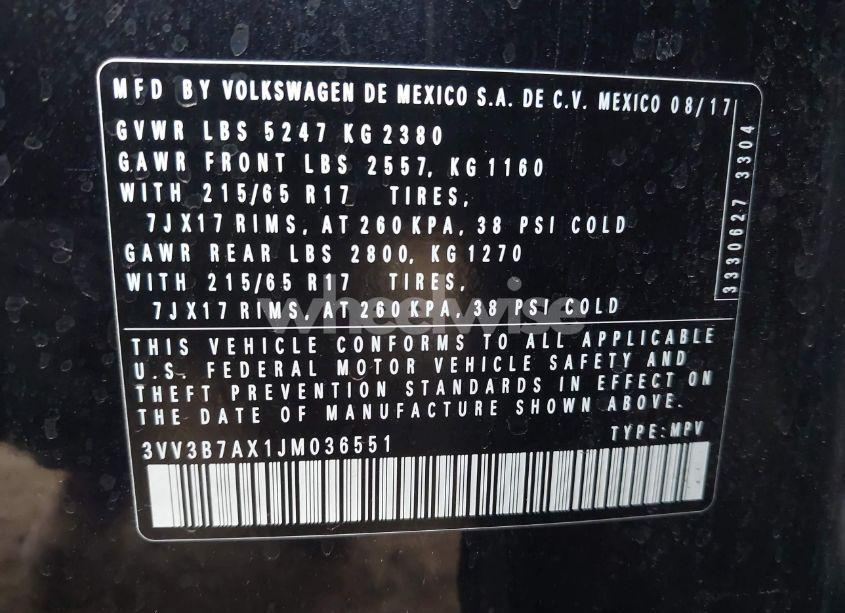 MFD BY VOLKSWAGEN DE MEXICO S.A. DE C.V. MEXICO 08/17
GVWR LBS 5247 KG 2380
GAWR FRONT LBS 2557, KG 1160
WITH 215/65 R17 TIRES,
7JX17 RIMS, AT 260 KPA, 38 PSI COLD
GAWR REAR LBS 2800, KG 1270
WITH 215/65 R17 TIRES,
7JX17 RIMS, AT 260 KPA, 38 PSI COLD
3330627 3304
wheelwise
THIS VEHICLE CONFORMS TO ALL APPLICABLE
U.S. FEDERAL MOTOR VEHICLE SAFETY AND
THEFT PREVENTION STANDARDS IN EFFECT ON
THE DATE OF MANUFACTURE SHOWN ABOVE.
3VV3B7AX1JM036551 TYPE: MPV